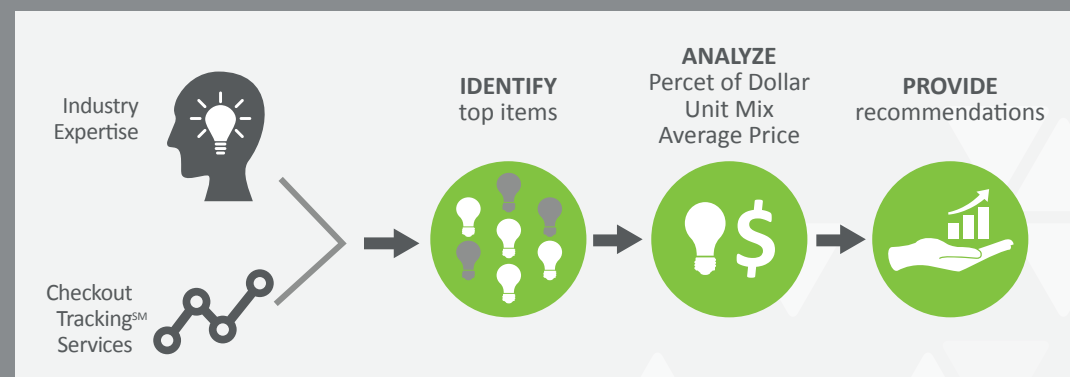 Industry
Expertise
Checkout
Tracking℠
Services
IDENTIFY
top items
ANALYZE
Percet of Dollar
Unit Mix
Average Price
$
PROVIDE
recommendations